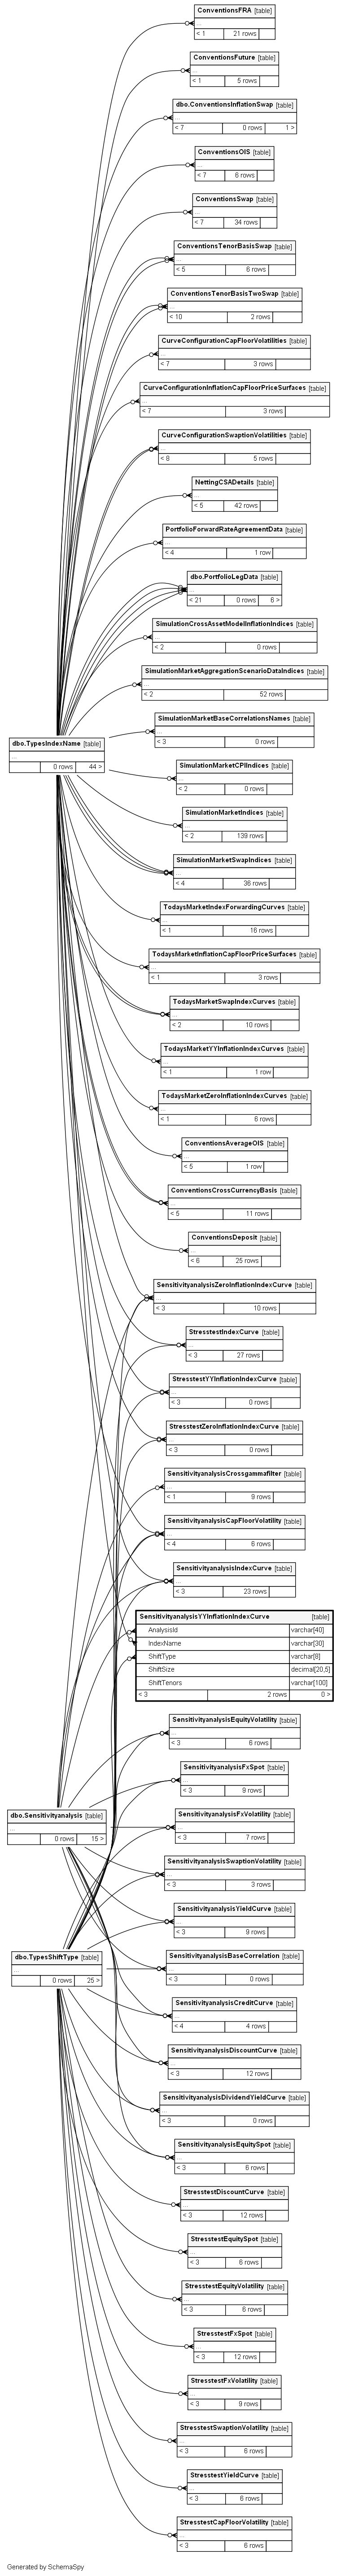 ConventionsFRA [table]
...
< 1 21 rows
ConventionsFuture [table]
...
< 1 5 rows
dbo.ConventionsInflationSwap [table]
...
< 7 0 rows 1 >
ConventionsOIS [table]
...
< 7 6 rows
ConventionsSwap [table]
...
< 7 34 rows
ConventionsTenorBasisSwap [table]
...
< 5 6 rows
ConventionsTenorBasisTwoSwap [table]
...
< 10 2 rows
CurveConfigurationCapFloorVolatilities [table]
...
< 7 3 rows
CurveConfigurationInflationCapFloorPriceSurfaces [table]
...
< 7 3 rows
CurveConfigurationSwaptionVolatilities [table]
...
< 8 5 rows
NettingCSADetails [table]
...
< 5 42 rows
PortfolioForwardRateAgreementData [table]
...
< 4 1 row
dbo.PortfolioLegData [table]
...
< 21 0 rows 6 >
SimulationCrossAssetModelInflationIndices [table]
...
< 2 0 rows
SimulationMarketAggregationScenarioDataIndices [table]
...
< 2 52 rows
SimulationMarketBaseCorrelationsNames [table]
...
< 3 0 rows
dbo.TypesIndexName [table]
...
0 rows 44 >
SimulationMarketCPIIndices [table]
...
< 2 0 rows
SimulationMarketIndices [table]
...
< 2 139 rows
SimulationMarketSwapIndices [table]
...
< 4 36 rows
TodaysMarketIndexForwardingCurves [table]
...
< 1 16 rows
TodaysMarketInflationCapFloorPriceSurfaces [table]
...
< 1 3 rows
TodaysMarketSwapIndexCurves [table]
...
< 2 10 rows
TodaysMarketYYInflationIndexCurves [table]
...
< 1 1 row
TodaysMarketZeroInflationIndexCurves [table]
...
< 1 6 rows
ConventionsAverageOIS [table]
...
< 5 1 row
ConventionsCrossCurrencyBasis [table]
...
< 5 11 rows
ConventionsDeposit [table]
...
< 6 25 rows
SensitivityanalysisZeroInflationIndexCurve [table]
...
< 3 10 rows
StresstestIndexCurve [table]
...
< 3 27 rows
StresstestYYInflationIndexCurve [table]
...
< 3 0 rows
StresstestZeroInflationIndexCurve [table]
...
< 3 0 rows
SensitivityanalysisCrossgammafilter [table]
...
< 1 9 rows
SensitivityanalysisCapFloorVolatility [table]
...
< 4 6 rows
SensitivityanalysisIndexCurve [table]
...
< 3 23 rows
SensitivityanalysisYYInflationIndexCurve [table]
AnalysisId varchar[40]
IndexName varchar[30]
ShiftType varchar[8]
ShiftSize decimal[20,5]
ShiftTenors varchar[100]
< 3 2 rows 0 >
SensitivityanalysisEquityVolatility [table]
...
< 3 6 rows
SensitivityanalysisFxSpot [table]
...
< 3 9 rows
dbo.Sensitivityanalysis [table]
...
0 rows 15 >
SensitivityanalysisFxVolatility [table]
...
< 3 7 rows
SensitivityanalysisSwaptionVolatility [table]
...
< 3 3 rows
SensitivityanalysisYieldCurve [table]
...
< 3 9 rows
dbo.TypesShiftType [table]
...
0 rows 25 >
SensitivityanalysisBaseCorrelation [table]
...
< 3 0 rows
SensitivityanalysisCreditCurve [table]
...
< 4 4 rows
SensitivityanalysisDiscountCurve [table]
...
< 3 12 rows
SensitivityanalysisDividendYieldCurve [table]
...
< 3 0 rows
SensitivityanalysisEquitySpot [table]
...
< 3 6 rows
StresstestDiscountCurve [table]
...
< 3 12 rows
StresstestEquitySpot [table]
...
< 3 6 rows
StresstestEquityVolatility [table]
...
< 3 6 rows
StresstestFxSpot [table]
...
< 3 12 rows
StresstestFxVolatility [table]
...
< 3 9 rows
StresstestSwaptionVolatility [table]
...
< 3 6 rows
StresstestYieldCurve [table]
...
< 3 6 rows
StresstestCapFloorVolatility [table]
...
< 3 6 rows
Generated by SchemaSpy